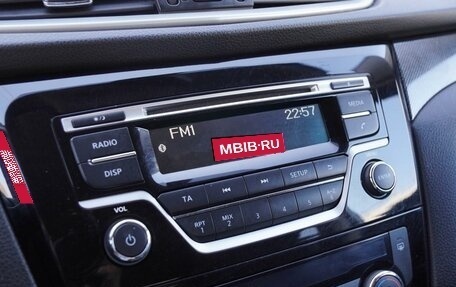 FM1
22:57
MBIB.RU
RADIO
MEDIA
DISP
VOL
TA
SETUP
RPT 1
MIX 2
3
4
5
6
ENTER